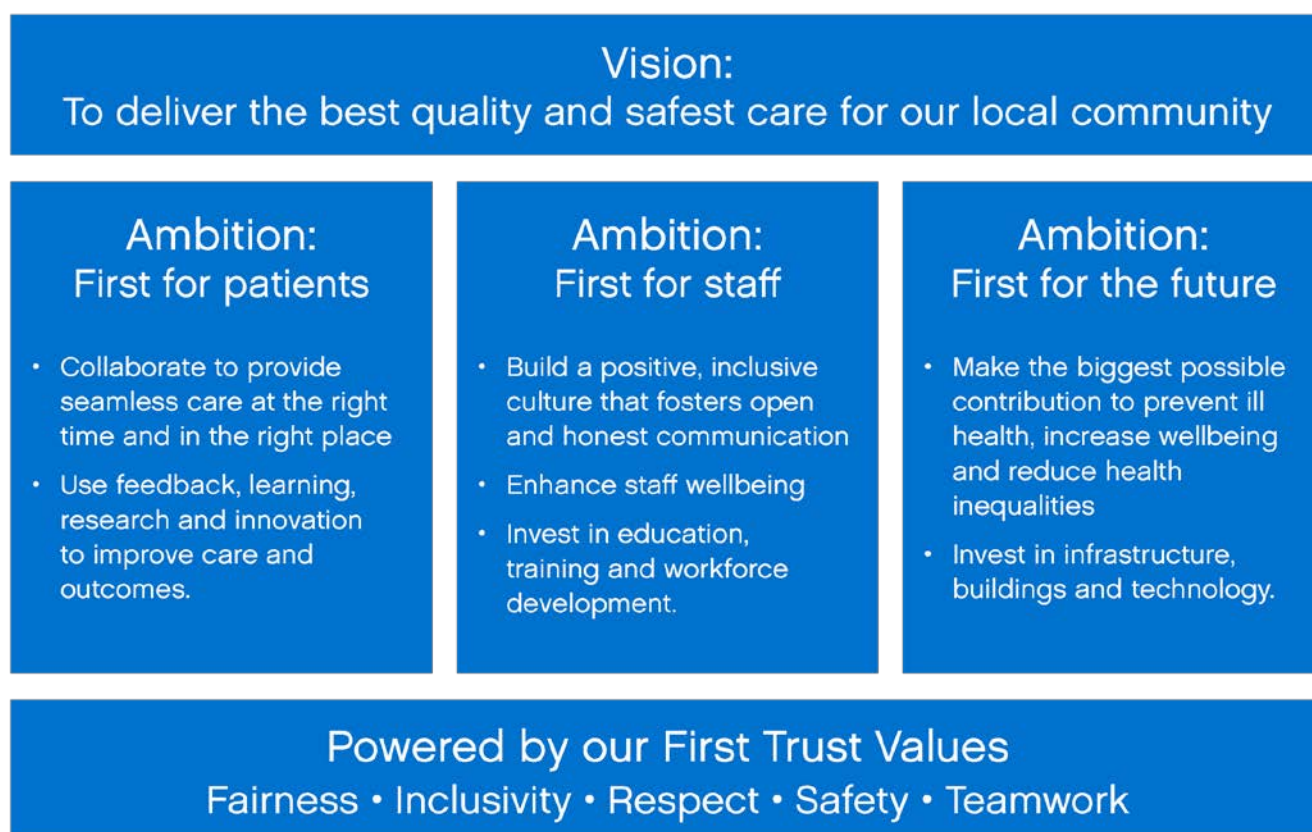 Vision:
To deliver the best quality and safest care for our local community
Ambition:
First for patients
• Collaborate to provide
seamless care at the right
time and in the right place
• Use feedback, learning,
research and innovation
to improve care and
outcomes.
Ambition:
First for staff
• Build a positive, inclusive
culture that fosters open
and honest communication
• Enhance staff wellbeing
• Invest in education,
training and workforce
development.
Ambition:
First for the future
• Make the biggest possible
contribution to prevent ill
health, increase wellbeing
and reduce health
inequalities
• Invest in infrastructure,
buildings and technology.
Powered by our First Trust Values
Fairness • Inclusivity • Respect • Safety • Teamwork